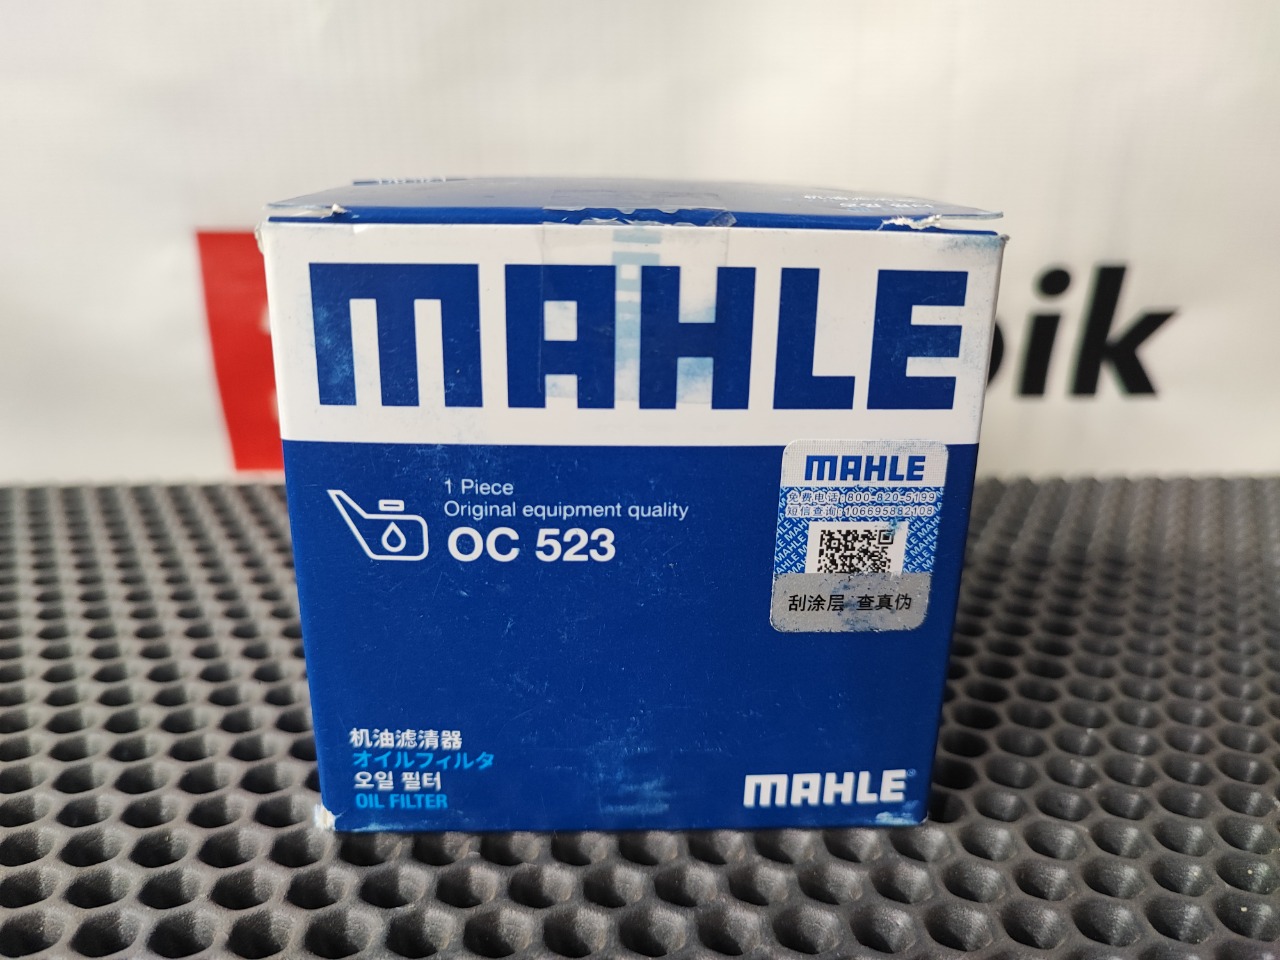 MAHLE
pik
1 Piece
Original equipment quality
OC 523
MAHLE
免费电话:800-820-5199
短信查询:106695882108
刮涂层 查真伪
机油滤清器
オイルフィルタ
오일 필터
OIL FILTER
MAHLE®